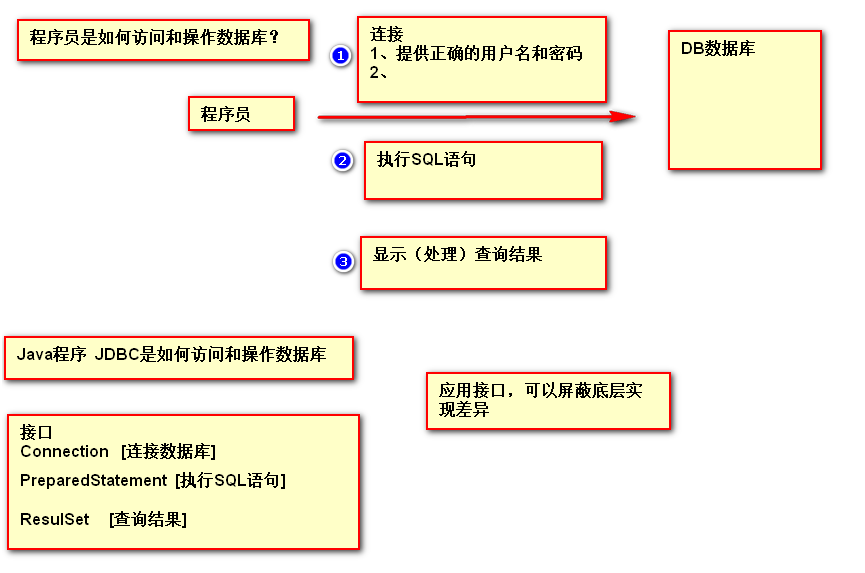 程序员是如何访问和操作数据库？
1
连接
1、提供正确的用户名和密码
2、
DB数据库
程序员
2
执行SQL语句
3
显示（处理）查询结果
Java程序 JDBC是如何访问和操作数据库
应用接口，可以屏蔽底层实
现差异
接口
Connection [连接数据库]
PreparedStatement [执行SQL语句]
ResulSet [查询结果]